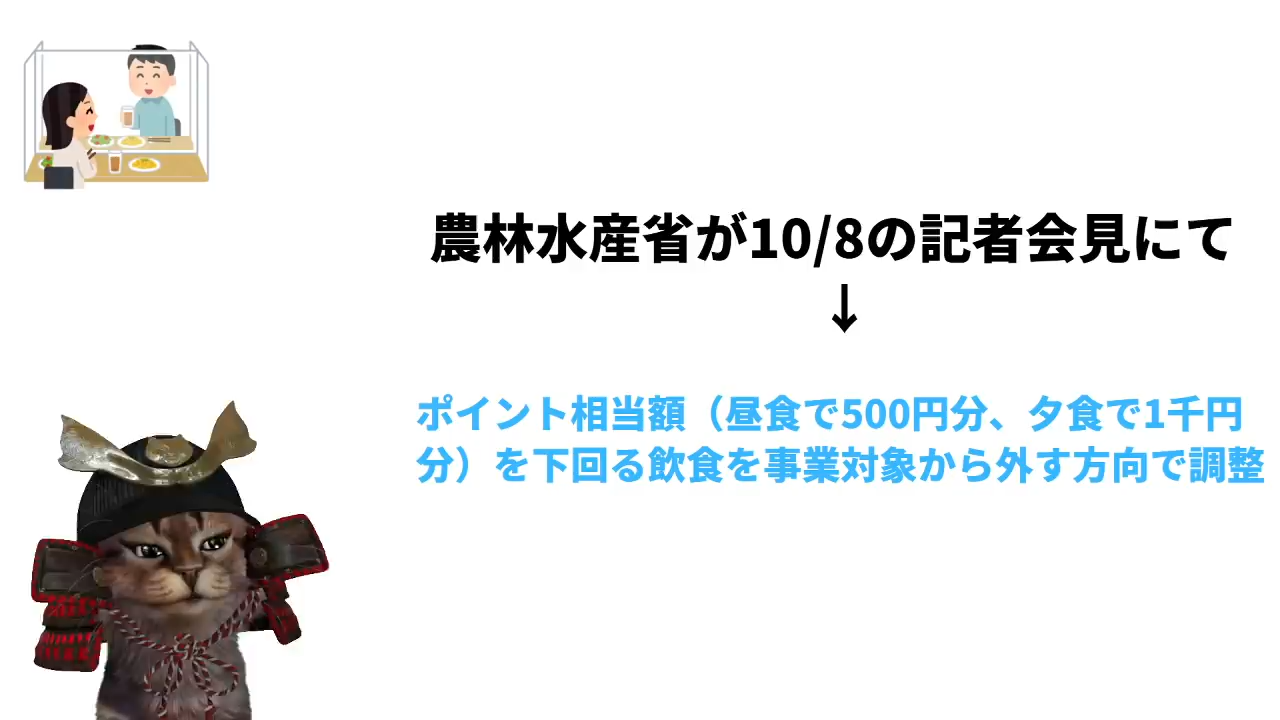 農林水産省が10/8の記者会見にて
↓
ポイント相当額（昼食で500円分、夕食で1千円
分）を下回る飲食を事業対象から外す方向で調整